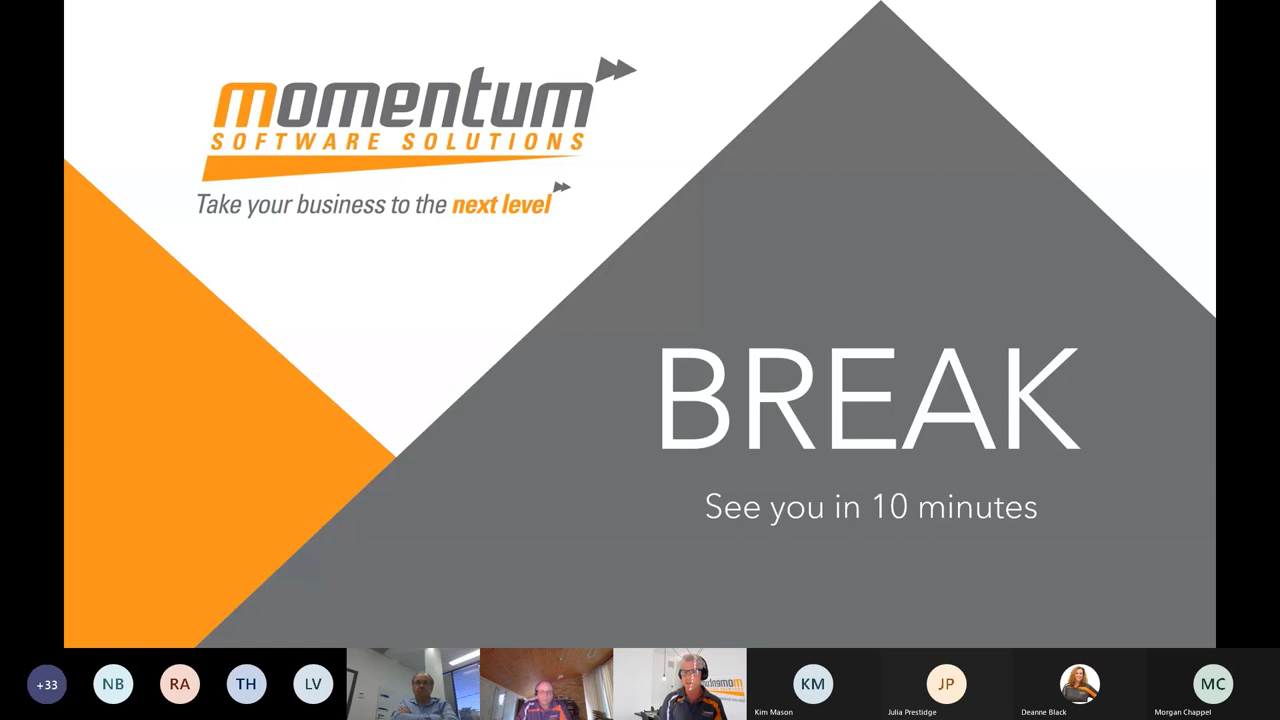 momentum
SOFTWARE SOLUTIONS
Take your business to the next level
BREAK
See you in 10 minutes
+33
NB
RA
TH
LV
KM
JP
MC
Kim Mason
Julia Prestidge
Deanne Black
Morgan Chappel